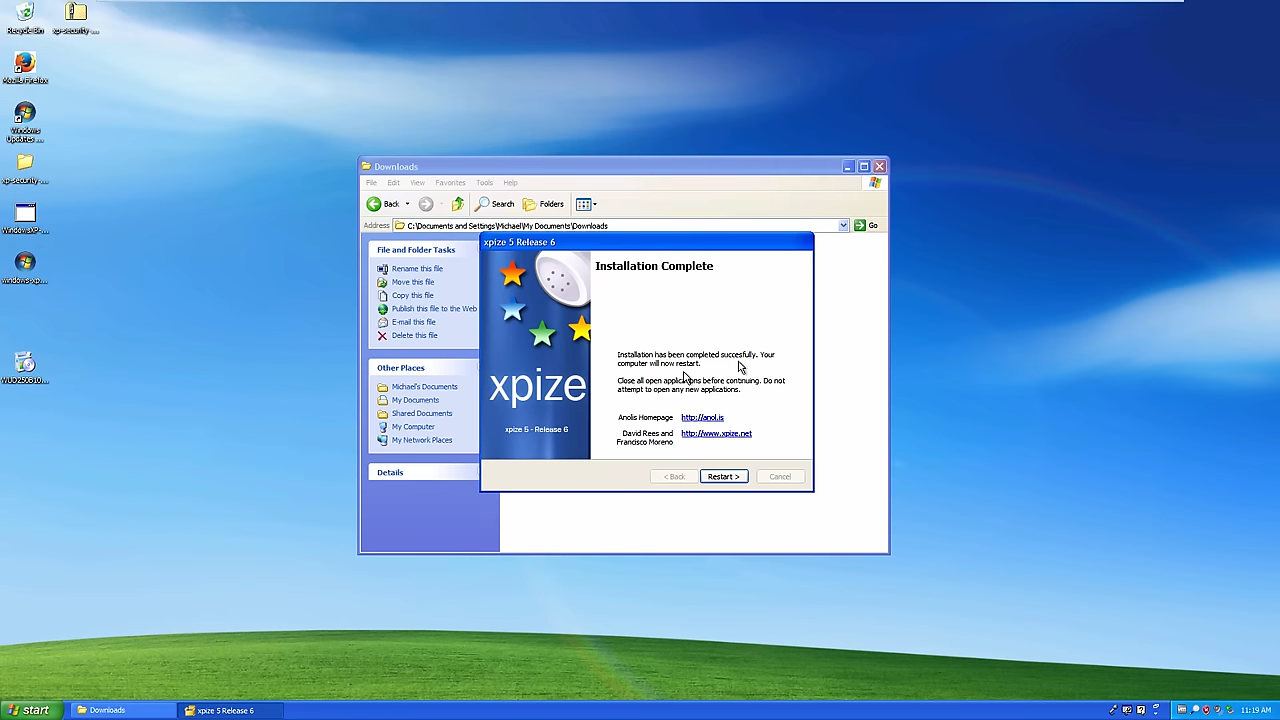 Recycle Bin
xp-security ...
Mozilla Firefox
Windows
Updates ...
xp-security-...
WindowsXP-...
windows-xp...
Downloads
File Edit View Favorites Tools Help
Back Search Folders
Address C:\Documents and Settings\Michael\My Documents\Downloads Go
File and Folder Tasks
Rename this file
Move this file
Copy this file
Publish this file to the Web
E-mail this file
Delete this file
Other Places
Michael's Documents
My Documents
Shared Documents
My Computer
My Network Places
Details
xpize 5 Release 6
xpize
xpize 5 - Release 6
Installation Complete
Installation has been completed succesfully. Your
computer will now restart.
Close all open applications before continuing. Do not
attempt to open any new applications.
Anolis Homepage http://anol.is
David Rees and http://www.xpize.net
Francisco Moreno
< Back Restart > Cancel
start Downloads xpize 5 Release 6 11:19 AM